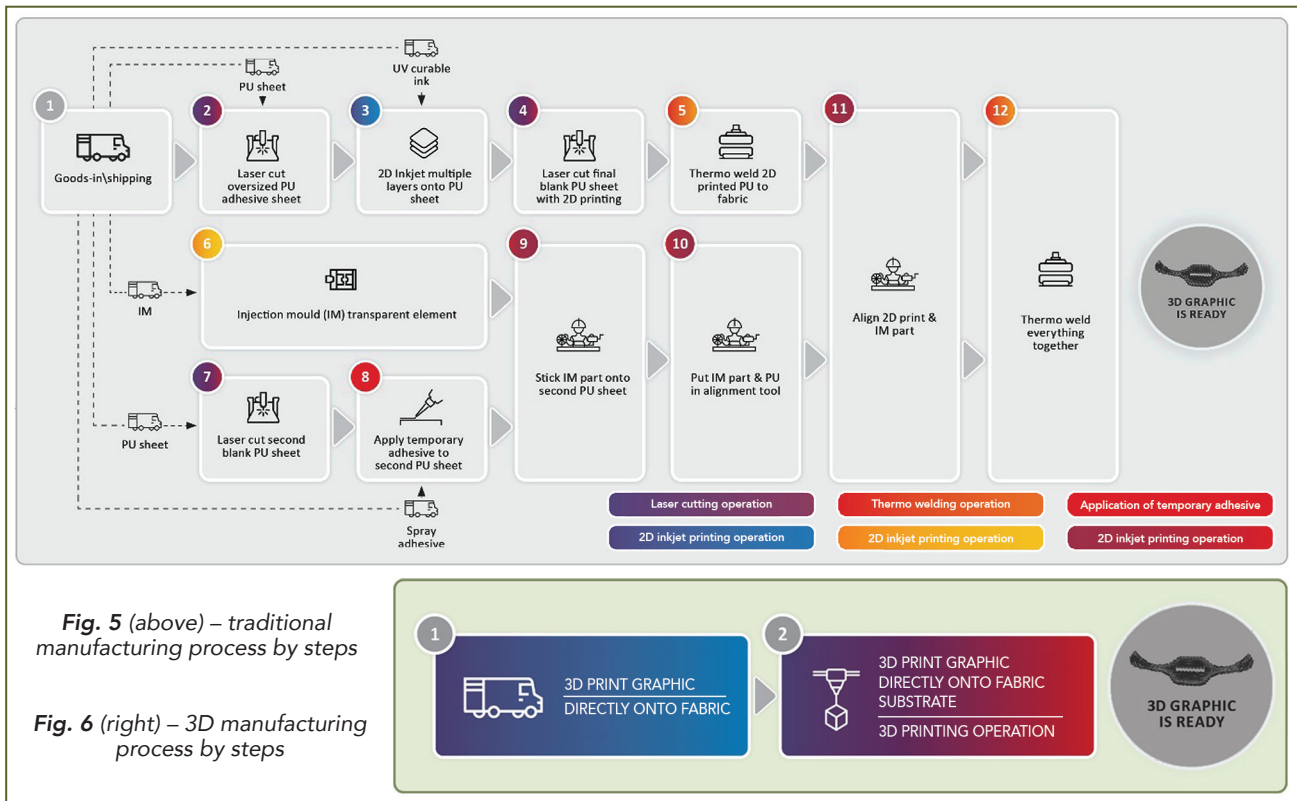 UV curable
ink
PU sheet
1
Goods-in\shipping
2
Laser cut
oversized PU
adhesive sheet
3
2D Inkjet multiple
layers onto PU
sheet
4
Laser cut final
blank PU sheet
with 2D printing
5
Thermo weld 2D
printed PU to
fabric
11
Align 2D print &
IM part
12
Thermo weld
everything
together
3D GRAPHIC
IS READY
IM
6
Injection mould (IM) transparent element
9
Stick IM part onto
second PU sheet
10
Put IM part & PU
in alignment tool
PU sheet
7
Laser cut second
blank PU sheet
8
Apply temporary
adhesive to
second PU sheet
Spray
adhesive
Laser cutting operation
Thermo welding operation
Application of temporary adhesive
2D inkjet printing operation
2D inkjet printing operation
2D inkjet printing operation
Fig. 5 (above) – traditional
manufacturing process by steps
Fig. 6 (right) – 3D manufacturing
process by steps
1
3D PRINT GRAPHIC
DIRECTLY ONTO FABRIC
2
3D PRINT GRAPHIC
DIRECTLY ONTO FABRIC
SUBSTRATE
3D PRINTING OPERATION
3D GRAPHIC
IS READY